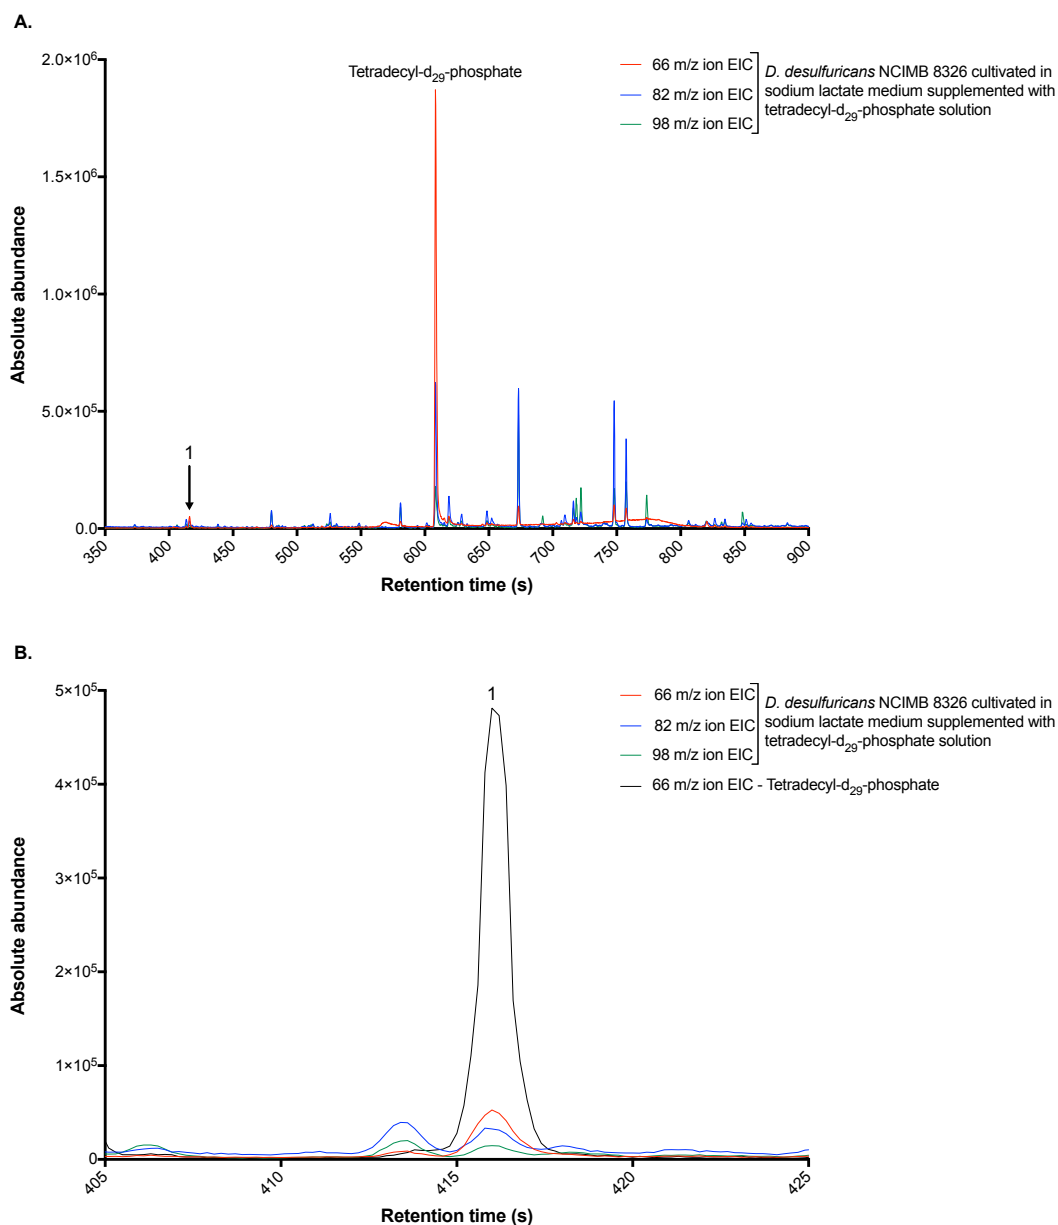 A.
Tetradecyl-d₂₉-phosphate
66 m/z ion EIC
82 m/z ion EIC
98 m/z ion EIC
D. desulfuricans NCIMB 8326 cultivated in
sodium lactate medium supplemented with
tetradecyl-d₂₉-phosphate solution
2.0×10⁶
1.5×10⁶
1.0×10⁶
5.0×10⁵
0.0
Absolute abundance
1
350
400
450
500
550
600
650
700
750
800
850
900
Retention time (s)
B.
1
66 m/z ion EIC
82 m/z ion EIC
98 m/z ion EIC
D. desulfuricans NCIMB 8326 cultivated in
sodium lactate medium supplemented with
tetradecyl-d₂₉-phosphate solution
66 m/z ion EIC - Tetradecyl-d₂₉-phosphate
5×10⁵
4×10⁵
3×10⁵
2×10⁵
1×10⁵
0
Absolute abundance
405
410
415
420
425
Retention time (s)